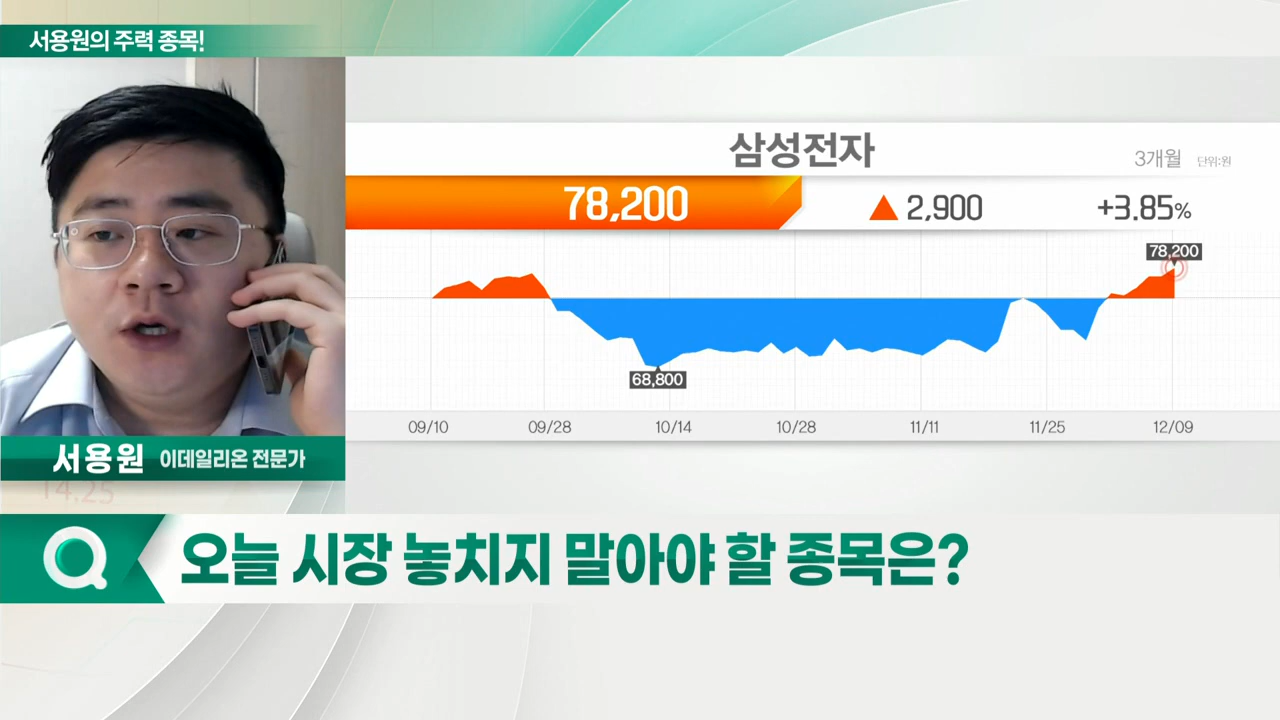 서용원의 주력 종목!
삼성전자
3개월 단위:원
78,200 ▲ 2,900 +3.85%
78,200
68,800
09/10 09/28 10/14 10/28 11/11 11/25 12/09
서용원 이데일리온 전문가
14.25
오늘 시장 놓치지 말아야 할 종목은?